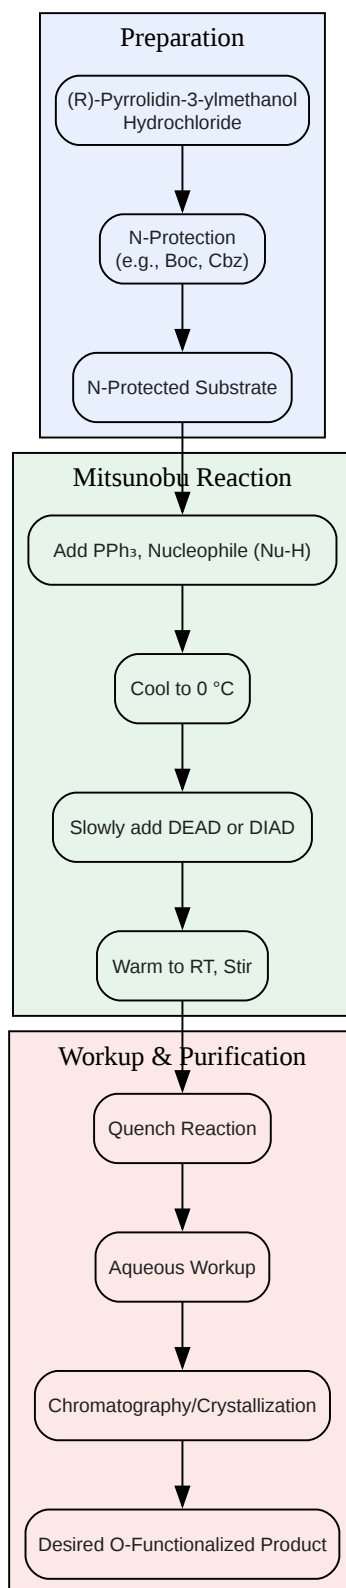 Preparation
(R)-Pyrrolidin-3-ylmethanol
Hydrochloride
N-Protection
(e.g., Boc, Cbz)
N-Protected Substrate
Mitsunobu Reaction
Add PPh₃, Nucleophile (Nu-H)
Cool to 0 °C
Slowly add DEAD or DIAD
Warm to RT, Stir
Workup & Purification
Quench Reaction
Aqueous Workup
Chromatography/Crystallization
Desired O-Functionalized Product